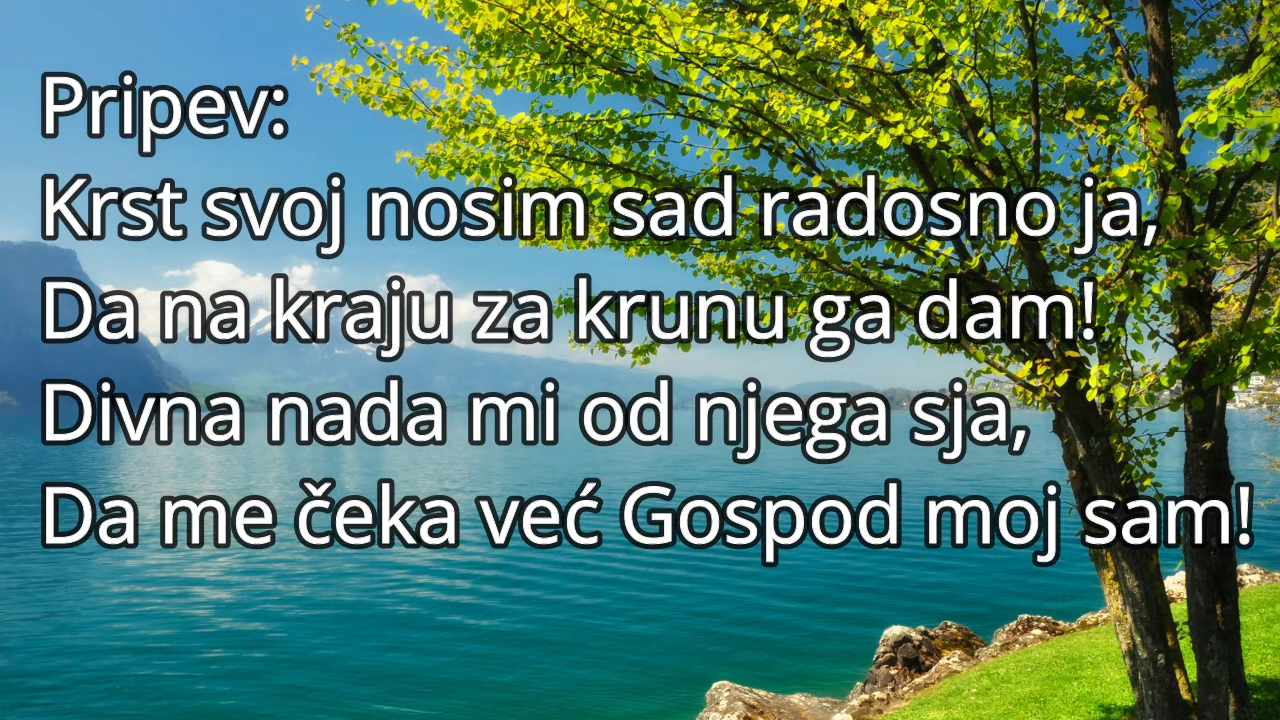 Pripev:
Krst svoj nosim sad radosno ja,
Da na kraju za krunu ga dam!
Divna nada mi od njega sja,
Da me čeka već Gospod moj sam!